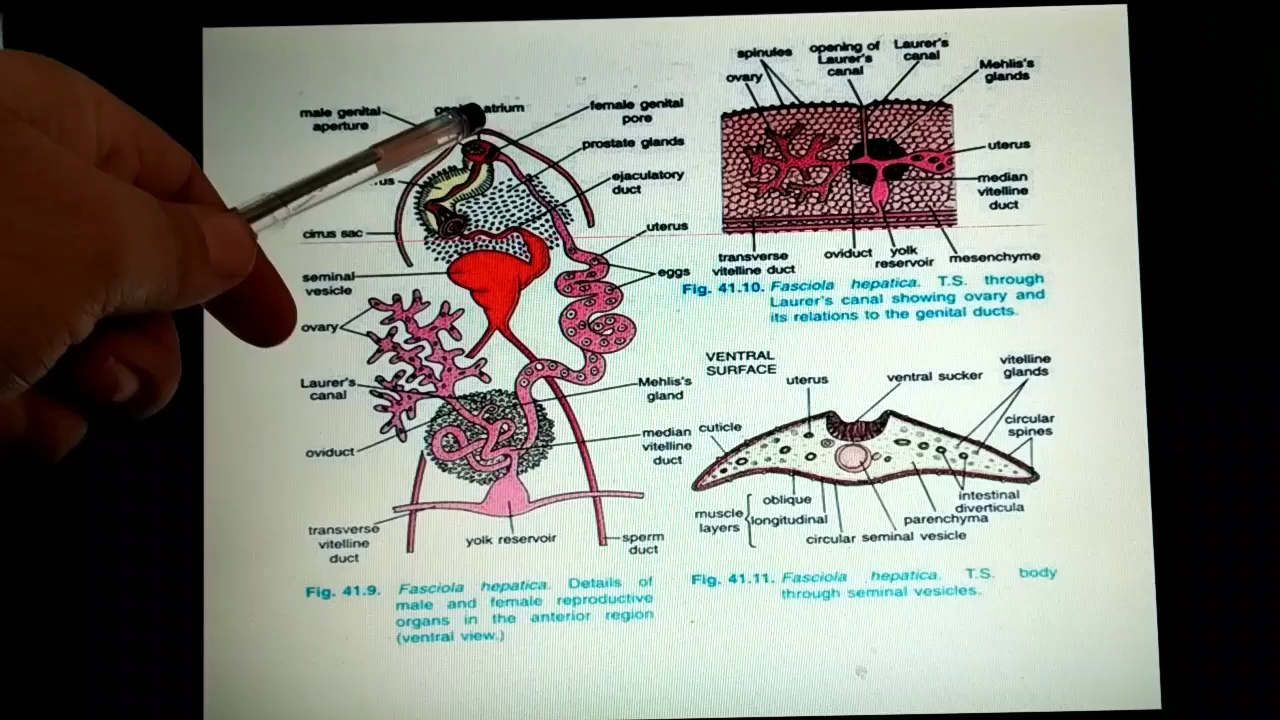 male genital
aperture
atrium
female genital
pore
prostate glands
ejaculatory
duct
cirrus sac
uterus
seminal
vesicle
eggs
ovary
Laurer's
canal
Mehlis's
gland
oviduct
median
vitelline
duct
transverse
vitelline
duct
yolk reservoir
sperm
duct
Fig. 41.9. Fasciola hepatica. Details of
male and female reproductive
organs in the anterior region
(ventral view.)
spinules
opening of
Laurer's
canal
Laurer's
canal
ovary
Mehlis's
glands
uterus
median
vitelline
duct
transverse
vitelline duct
oviduct
yolk
reservoir
mesenchyme
Fig. 41.10. Fasciola hepatica. T.S. through
Laurer's canal showing ovary and
its relations to the genital ducts.
VENTRAL
SURFACE
uterus
ventral sucker
vitelline
glands
cuticle
circular
spines
muscle
layers
oblique
longitudinal
circular
seminal vesicle
parenchyma
intestinal
diverticula
Fig. 41.11. Fasciola hepatica. T.S. body
through seminal vesicles.